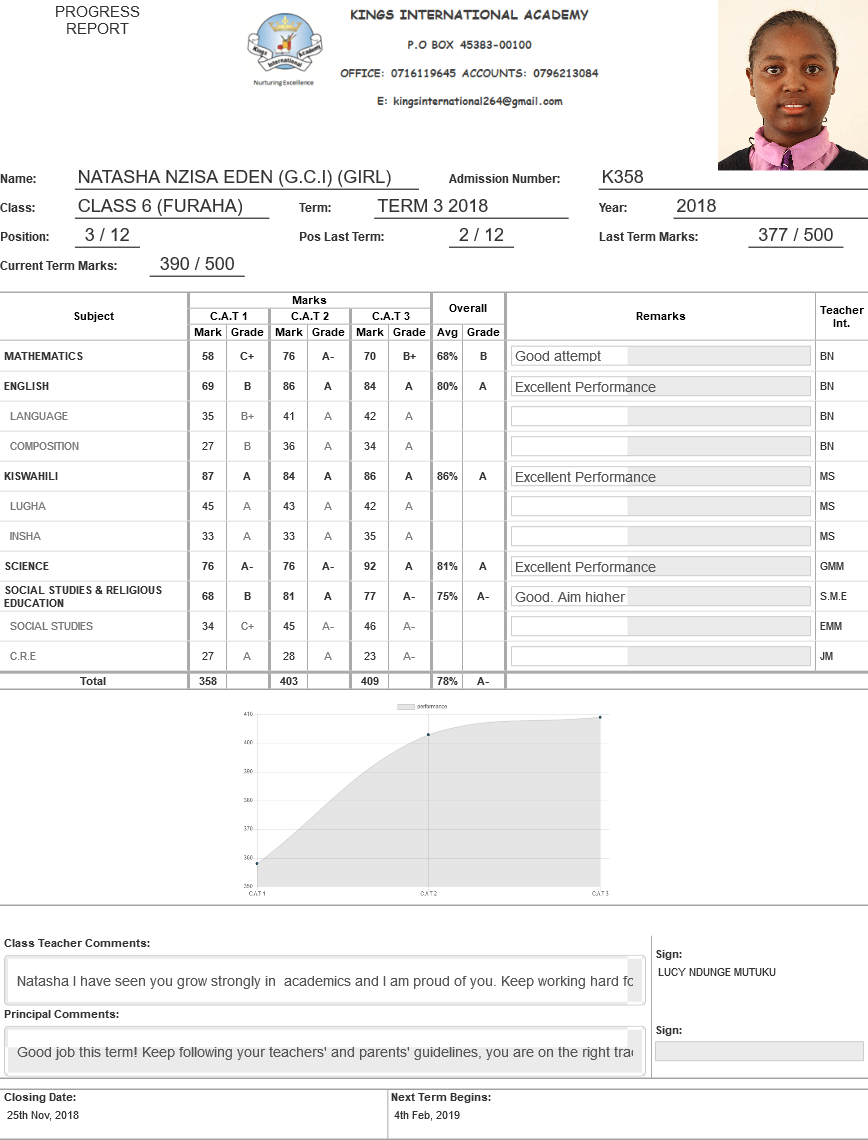 PROGRESS
REPORT
KINGS INTERNATIONAL ACADEMY
P.O BOX 45383-00100
OFFICE: 0716119645 ACCOUNTS: 0796213084
E: kingsinternational264@gmail.com
Kings International Academy
Nurturing Excellence
Name: NATASHA NZISA EDEN (G.C.I) (GIRL) Admission Number: K358
Class: CLASS 6 (FURAHA) Term: TERM 3 2018 Year: 2018
Position: 3 / 12 Pos Last Term: 2 / 12 Last Term Marks: 377 / 500
Current Term Marks: 390 / 500
Subject Marks Overall Remarks Teacher Int.
C.A.T 1 C.A.T 2 C.A.T 3
Mark Grade Mark Grade Mark Grade Avg Grade
MATHEMATICS 58 C+ 76 A- 70 B+ 68% B Good attempt BN
ENGLISH 69 B 86 A 84 A 80% A Excellent Performance BN
LANGUAGE 35 B+ 41 A 42 A BN
COMPOSITION 27 B 36 A 34 A BN
KISWAHILI 87 A 84 A 86 A 86% A Excellent Performance MS
LUGHA 45 A 43 A 42 A MS
INSHA 33 A 33 A 35 A MS
SCIENCE 76 A- 76 A- 92 A 81% A Excellent Performance GMM
SOCIAL STUDIES & RELIGIOUS EDUCATION 68 B 81 A 77 A- 75% A- Good. Aim higher S.M.E
SOCIAL STUDIES 34 C+ 45 A- 46 A- EMM
C.R.E 27 A 28 A 23 A- JM
Total 358 403 409 78% A-
performance
410
400
390
380
370
360
350
CAT1 CAT2 CAT3
Class Teacher Comments:
Natasha I have seen you grow strongly in academics and I am proud of you. Keep working hard
Sign:
LUCY NDUNGE MUTUKU
Principal Comments:
Good job this term! Keep following your teachers' and parents' guidelines, you are on the right
Sign:
Closing Date: Next Term Begins:
25th Nov, 2018 4th Feb, 2019